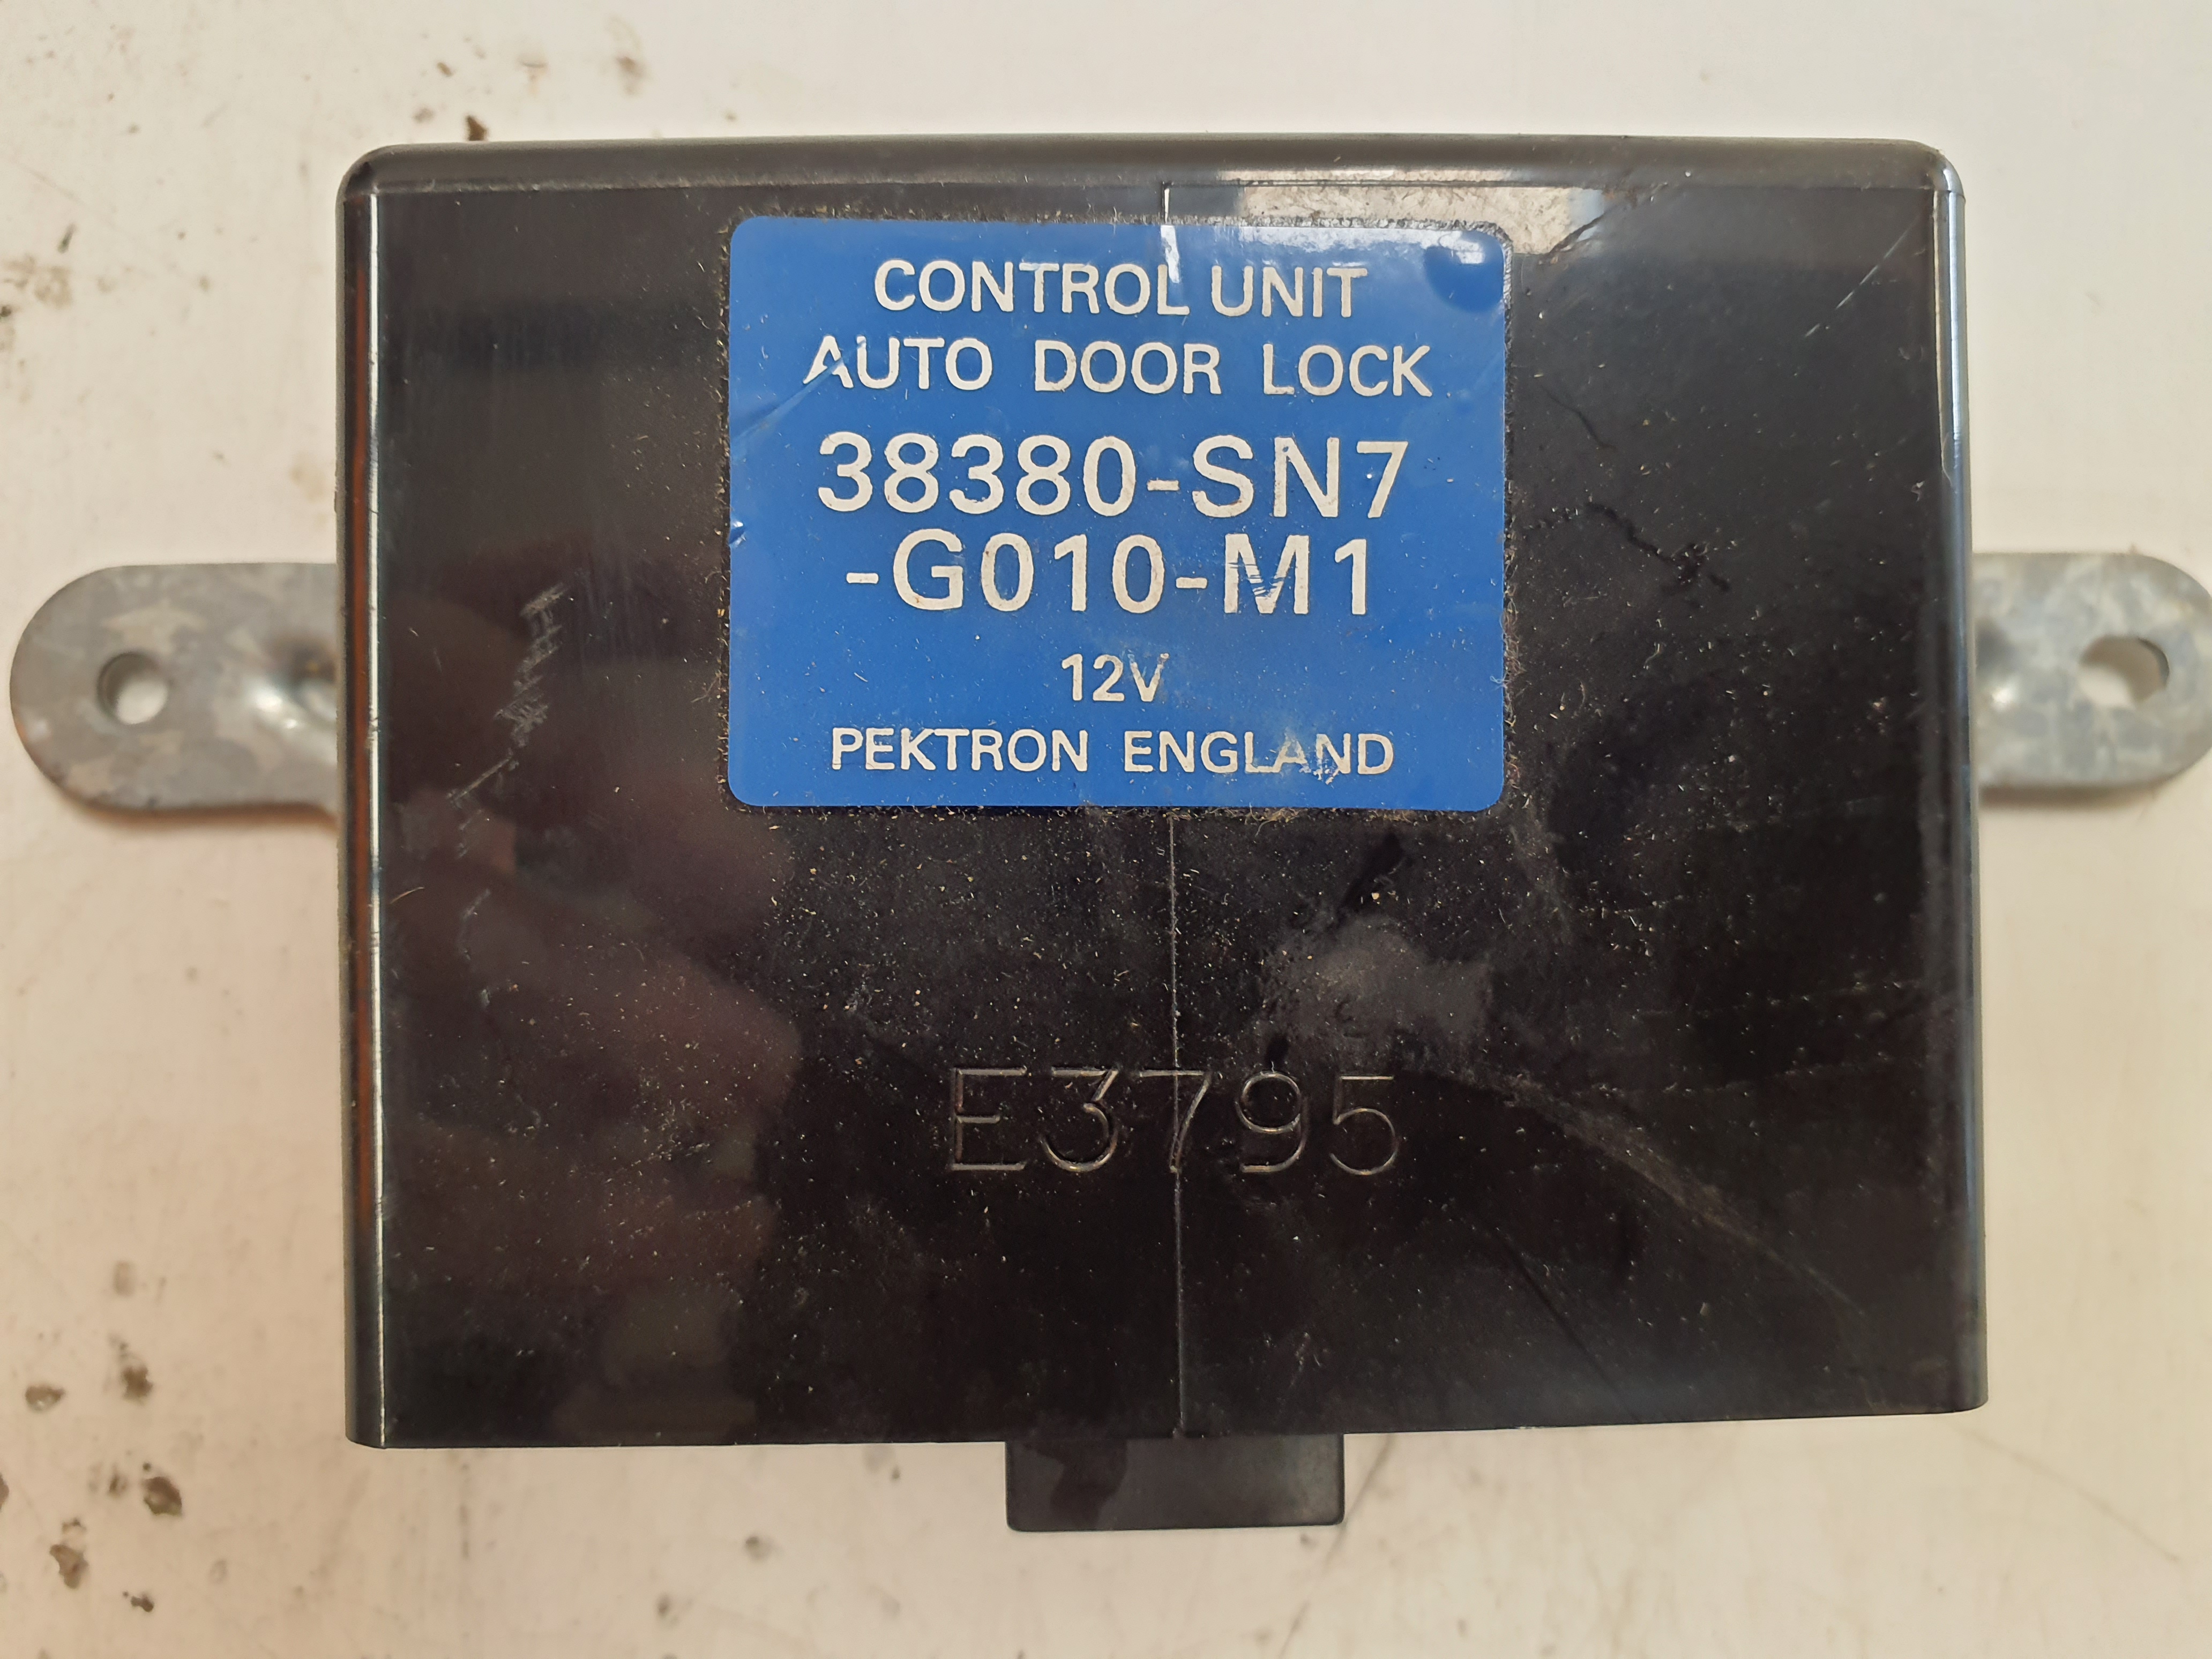 CONTROL UNIT
AUTO DOOR LOCK
38380-SN7
-G010-M1
12V
PEKTRON ENGLAND
E3795